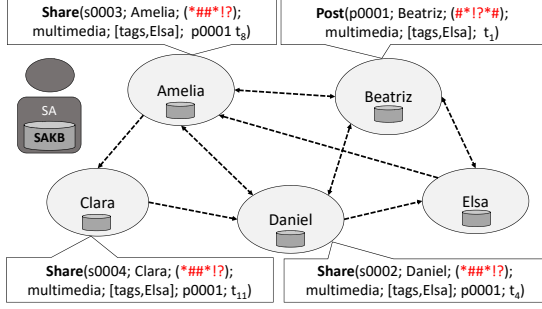 Share(s0003; Amelia; (*##*!?);
multimedia; [tags,Elsa]; p0001 t8)
Post(p0001; Beatriz; (#*!?*#);
multimedia; [tags,Elsa]; t1)
SA
SAKB
Amelia
Beatriz
Clara
Daniel
Elsa
Share(s0004; Clara; (*##*!?);
multimedia; [tags,Elsa]; p0001; t11)
Share(s0002; Daniel; (*##*!?);
multimedia; [tags,Elsa]; p0001; t4)